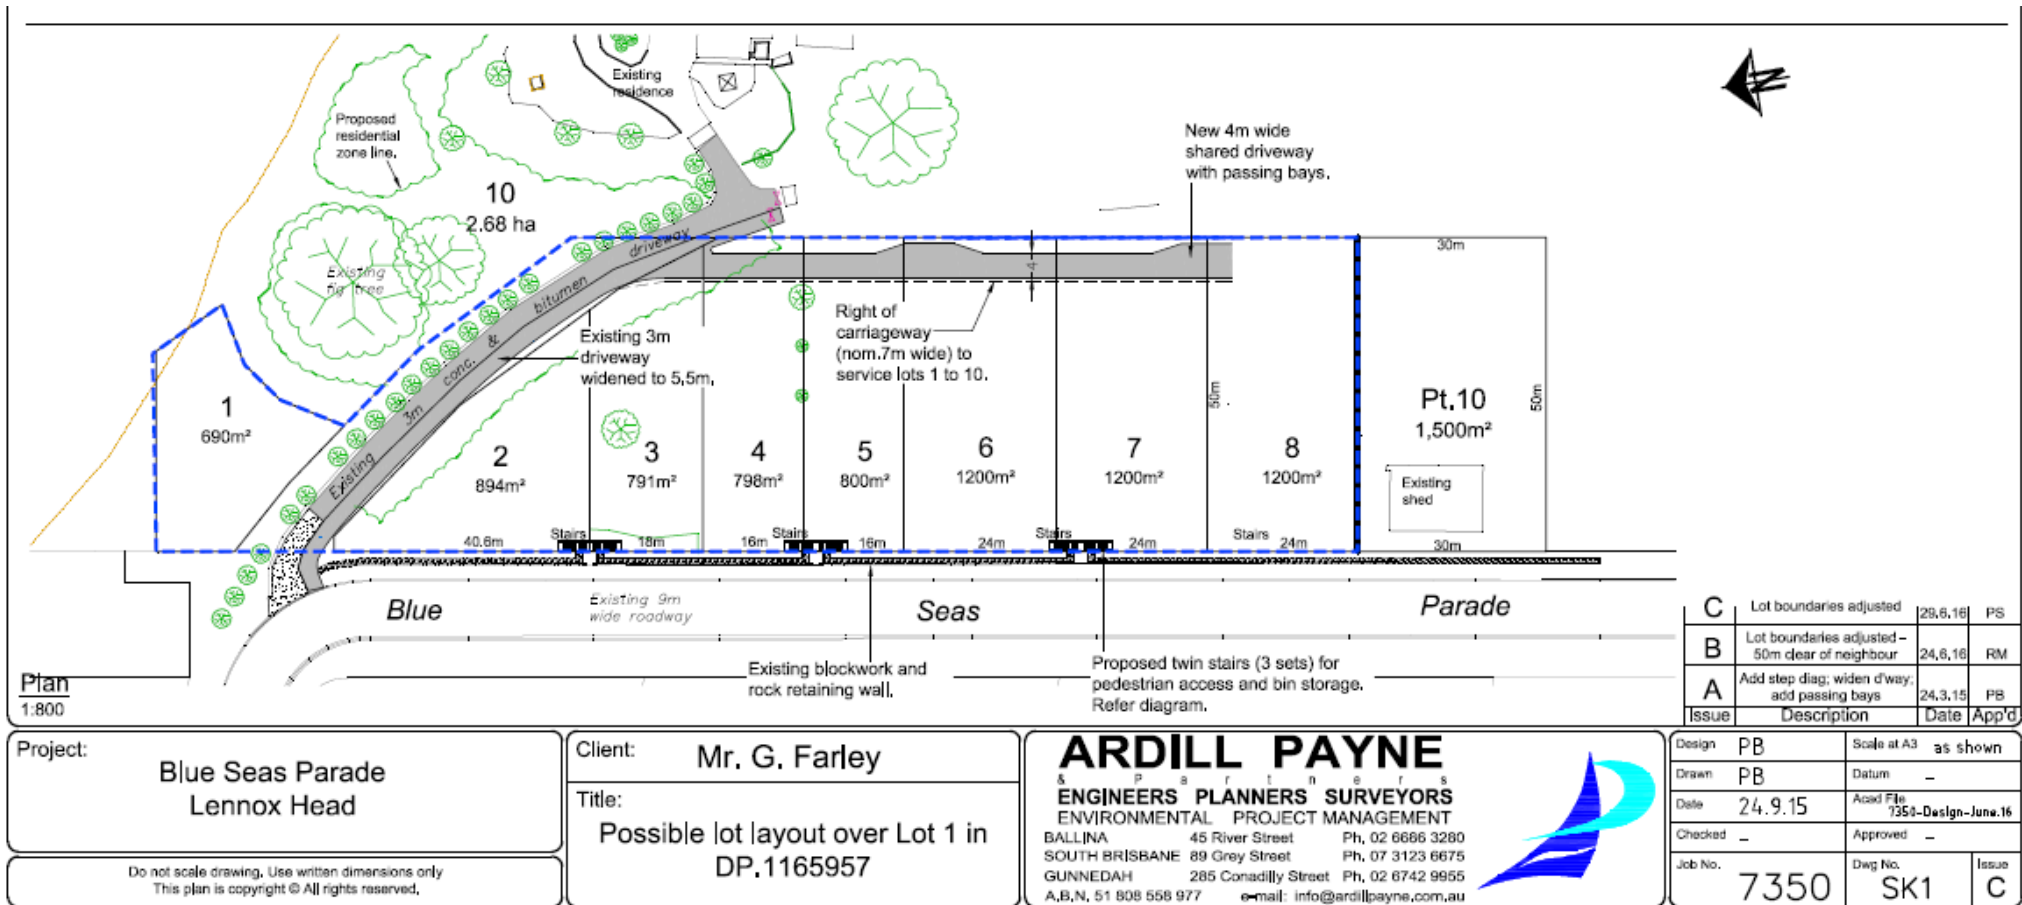 Existing
residence
Proposed
residential
zone line.
10
2.68 ha
Existing
fig tree
New 4m wide
shared driveway
with passing bays.
N
driveway
bitumen
&
conc.
3m
Existing
Existing 3m
driveway
widened to 5.5m.
Right of
carriageway
(nom.7m wide) to
service lots 1 to 10.
4
30m
50m
50m
1
690m²
2
894m²
3
791m²
4
798m²
5
800m²
6
1200m²
7
1200m²
8
1200m²
Pt.10
1,500m²
Existing
shed
40.6m
Stairs
18m
16m
Stairs
16m
24m
Stairs
24m
Stairs
24m
30m
Blue Seas Parade
Existing 9m
wide roadway
Existing blockwork and
rock retaining wall.
Proposed twin stairs (3 sets) for
pedestrian access and bin storage.
Refer diagram.
Plan
1:800
C Lot boundaries adjusted 29.6.16 PS
B Lot boundaries adjusted –
50m clear of neighbour 24.6.16 RM
A Add step diag; widen d'way;
add passing bays 24.3.15 PB
Issue Description Date App'd
Project:
Blue Seas Parade
Lennox Head
Do not scale drawing. Use written dimensions only
This plan is copyright © All rights reserved.
Client: Mr. G. Farley
Title:
Possible lot layout over Lot 1 in
DP.1165957
ARDILL PAYNE
& Partners
ENGINEERS PLANNERS SURVEYORS
ENVIRONMENTAL PROJECT MANAGEMENT
BALLINA 45 River Street Ph. 02 6686 3280
SOUTH BRISBANE 89 Grey Street Ph. 07 3123 6675
GUNNEDAH 285 Conadilly Street Ph. 02 6742 9955
A.B.N. 51 808 558 977 e-mail: info@ardillpayne.com.au
Design PB Scale at A3 as shown
Drawn PB Datum –
Date 24.9.15 Acad File 7350-Design-June.16
Checked – Approved –
Job No. 7350 Dwg No. SK1 Issue C